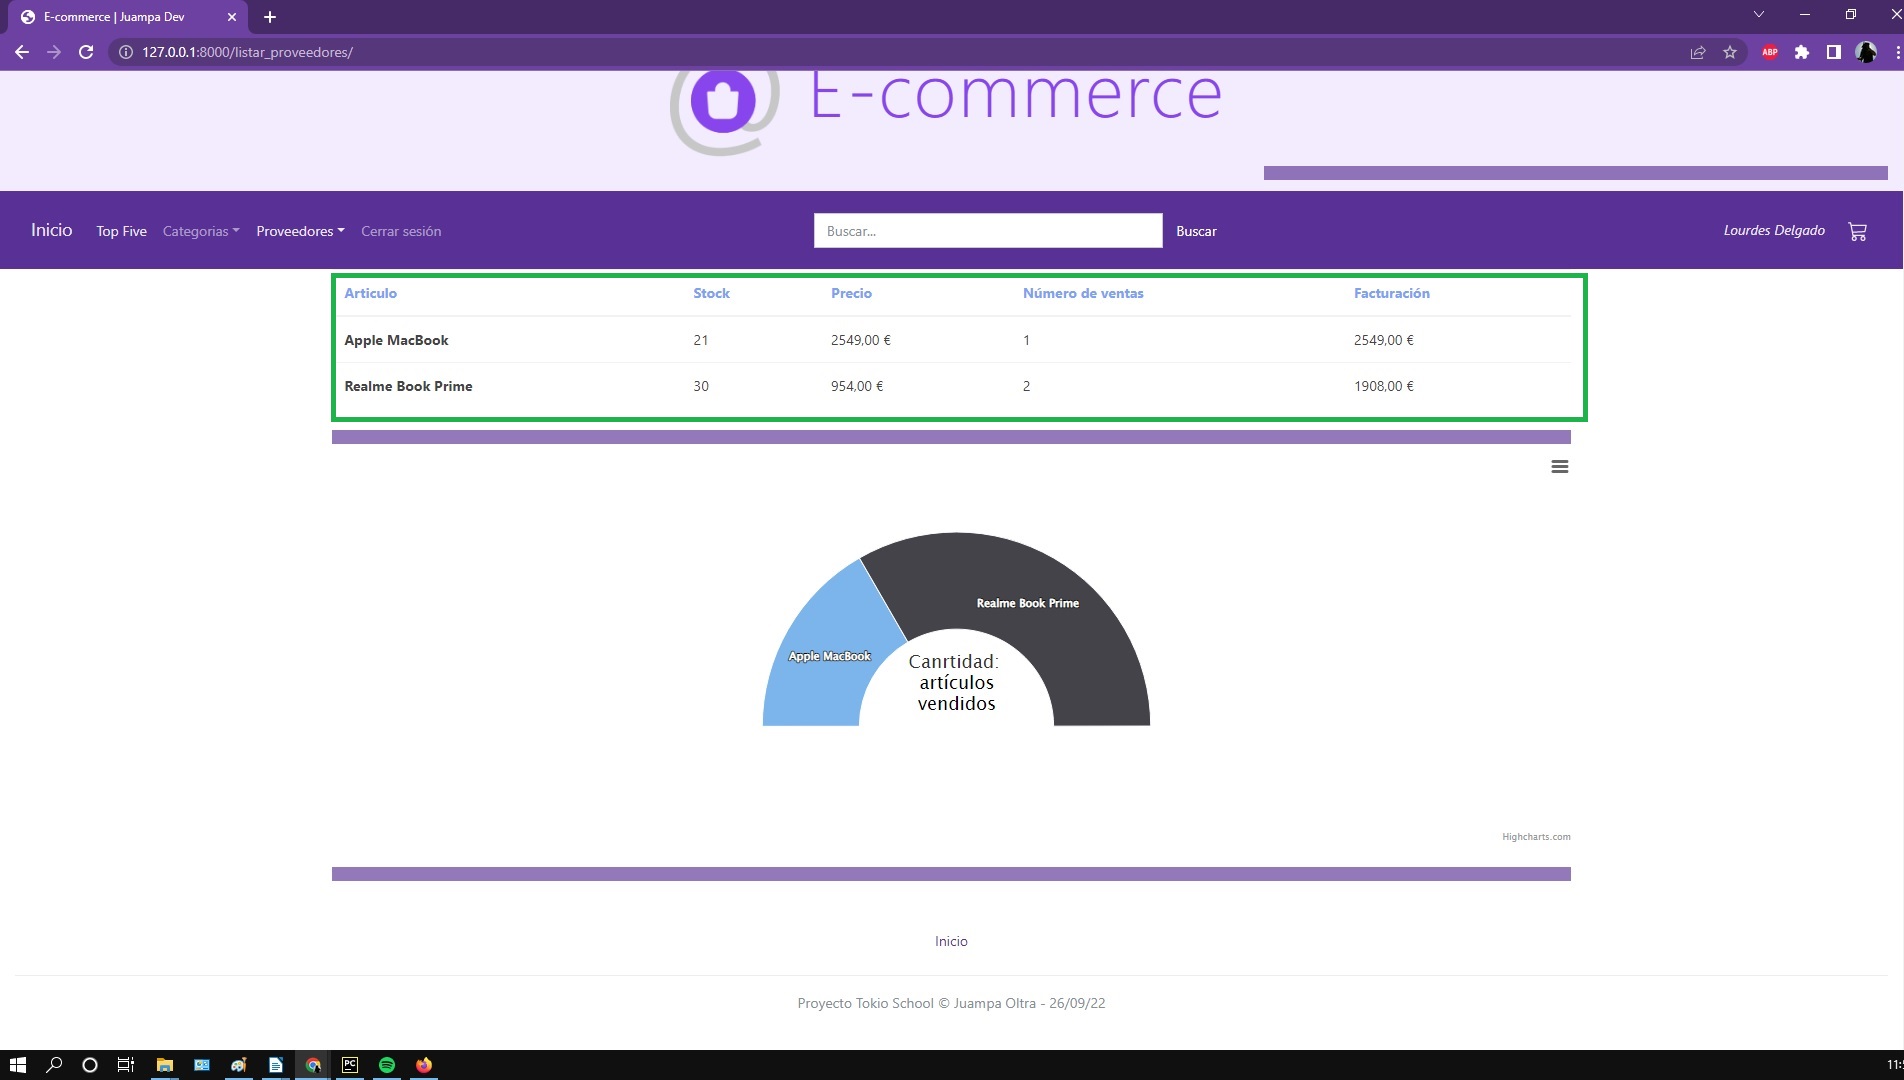 E-commerce | Juampa Dev
127.0.0.1:8000/listar_proveedores/
ABP
E-commerce
Inicio Top Five Categorias Proveedores Cerrar sesión Buscar... Buscar Lourdes Delgado
Articulo Stock Precio Número de ventas Facturación
Apple MacBook 21 2549,00 € 1 2549,00 €
Realme Book Prime 30 954,00 € 2 1908,00 €
Realme Book Prime
Apple MacBook
Canrtidad:
artículos
vendidos
Highcharts.com
Inicio
Proyecto Tokio School © Juampa Oltra - 26/09/22
PC